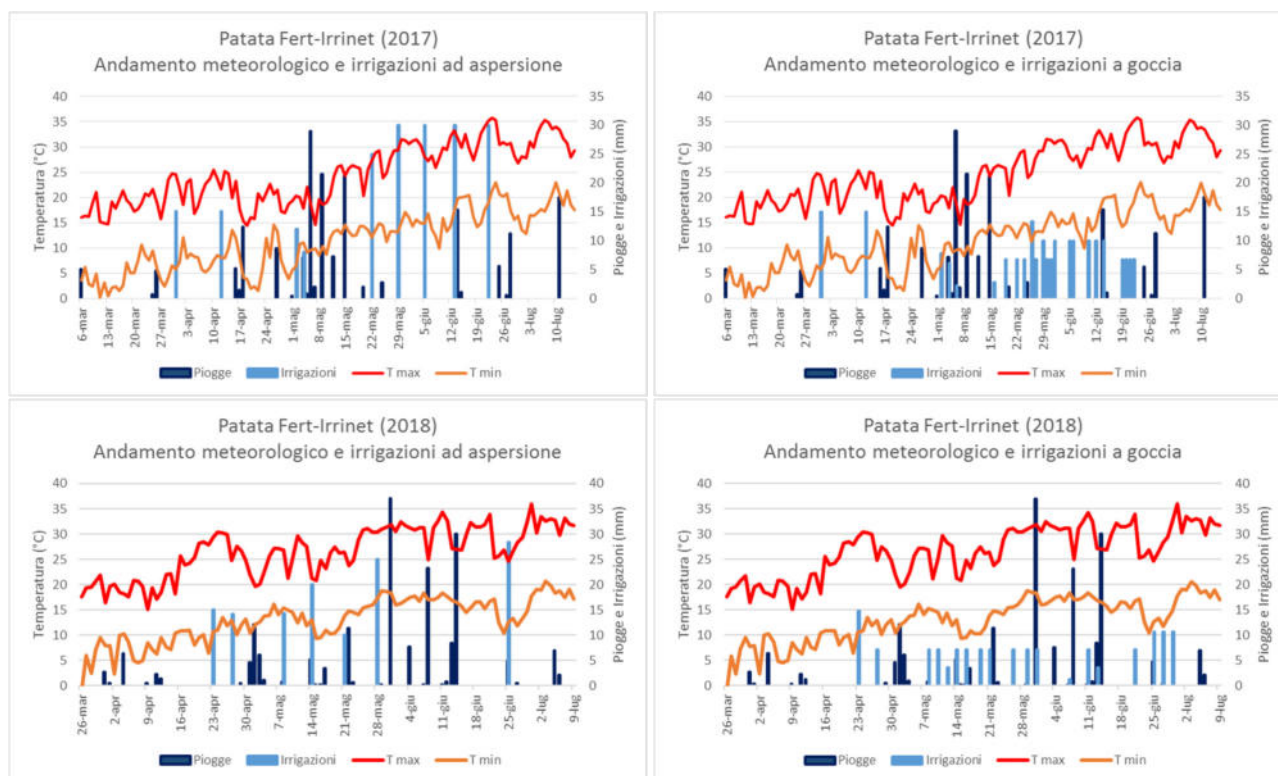 Patata Fert-Irrinet (2017)
Andamento meteorologico e irrigazioni ad aspersione
Temperatura (°C)
40
35
30
25
20
15
10
5
0
35
30
25
20
15
10
5
0
Piogge e Irrigazioni (mm)
6-mar
13-mar
20-mar
27-mar
3-apr
10-apr
17-apr
24-apr
1-mag
8-mag
15-mag
22-mag
29-mag
5-giu
12-giu
19-giu
26-giu
3-lug
10-lug
Piogge Irrigazioni T max T min
Patata Fert-Irrinet (2017)
Andamento meteorologico e irrigazioni a goccia
Temperatura (°C)
40
35
30
25
20
15
10
5
0
35
30
25
20
15
10
5
0
Piogge e Irrigazioni (mm)
6-mar
13-mar
20-mar
27-mar
3-apr
10-apr
17-apr
24-apr
1-mag
8-mag
15-mag
22-mag
29-mag
5-giu
12-giu
19-giu
26-giu
3-lug
10-lug
Piogge Irrigazioni T max T min
Patata Fert-Irrinet (2018)
Andamento meteorologico e irrigazioni ad aspersione
Temperatura (°C)
40
35
30
25
20
15
10
5
0
40
35
30
25
20
15
10
5
0
Piogge e Irrigazioni (mm)
26-mar
2-apr
9-apr
16-apr
23-apr
30-apr
7-mag
14-mag
21-mag
28-mag
4-giu
11-giu
18-giu
25-giu
2-lug
9-lug
Piogge Irrigazioni T max T min
Patata Fert-Irrinet (2018)
Andamento meteorologico e irrigazioni a goccia
Temperatura (°C)
40
35
30
25
20
15
10
5
0
40
35
30
25
20
15
10
5
0
Piogge e Irrigazioni (mm)
26-mar
2-apr
9-apr
16-apr
23-apr
30-apr
7-mag
14-mag
21-mag
28-mag
4-giu
11-giu
18-giu
25-giu
2-lug
9-lug
Piogge Irrigazioni T max T min